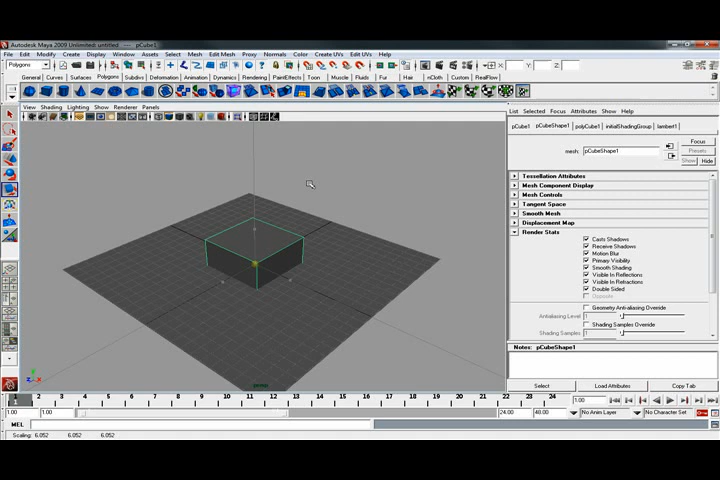 Autodesk Maya 2009 Unlimited: untitled --- pCube1
File Edit Modify Create Display Window Assets Select Mesh Edit Mesh Proxy Normals Color Create UVs Edit UVs Help
Polygons X: Y: Z:
General Curves Surfaces Polygons Subdivs Deformation Animation Dynamics Rendering PaintEffects Toon Muscle Fluids Fur Hair nCloth Custom RealFlow
View Shading Lighting Show Renderer Panels
List Selected Focus Attributes Show Help
pCube1 pCubeShape1 polyCube1 initialShadingGroup lambert1
mesh: pCubeShape1
Focus
Presets
Show Hide
Tessellation Attributes
Mesh Component Display
Mesh Controls
Tangent Space
Smooth Mesh
Displacement Map
Render Stats
Casts Shadows
Receive Shadows
Motion Blur
Primary Visibility
Smooth Shading
Visible In Reflections
Visible In Refractions
Double Sided
Opposite
Geometry Antialiasing Override
Antialiasing Level 1
Shading Samples Override
Shading Samples 1
Notes: pCubeShape1
Select Load Attributes Copy Tab
persp
1 2 3 4 5 6 7 8 9 10 11 12 13 14 15 16 17 18 19 20 21 22 23 24
1.00
1.00 1.00 24.00 48.00 No Anim Layer No Character Set
MEL
Scaling: 6.052 6.052 6.052